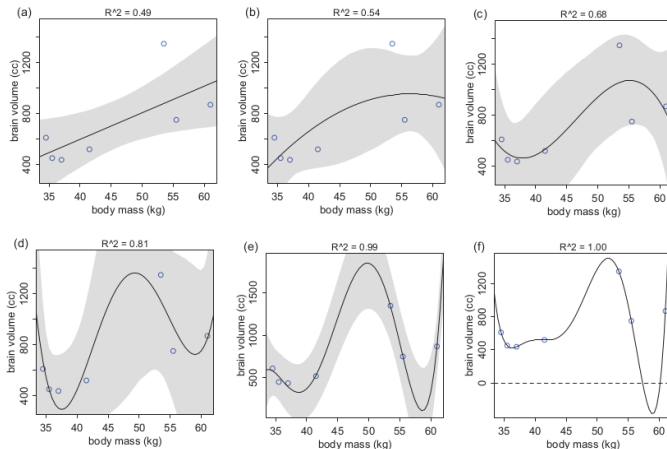 (a) R^2 = 0.49
brain volume (cc)
1200
800
400
35 40 45 50 55 60
body mass (kg)
(b) R^2 = 0.54
brain volume (cc)
1200
800
400
35 40 45 50 55 60
body mass (kg)
(c) R^2 = 0.68
brain volume (cc)
1200
800
400
35 40 45 50 55 60
body mass (kg)
(d) R^2 = 0.81
brain volume (cc)
1200
800
400
35 40 45 50 55 60
body mass (kg)
(e) R^2 = 0.99
brain volume (cc)
1500
1000
500
35 40 45 50 55 60
body mass (kg)
(f) R^2 = 1.00
brain volume (cc)
1200
800
400
0
35 40 45 50 55 60
body mass (kg)